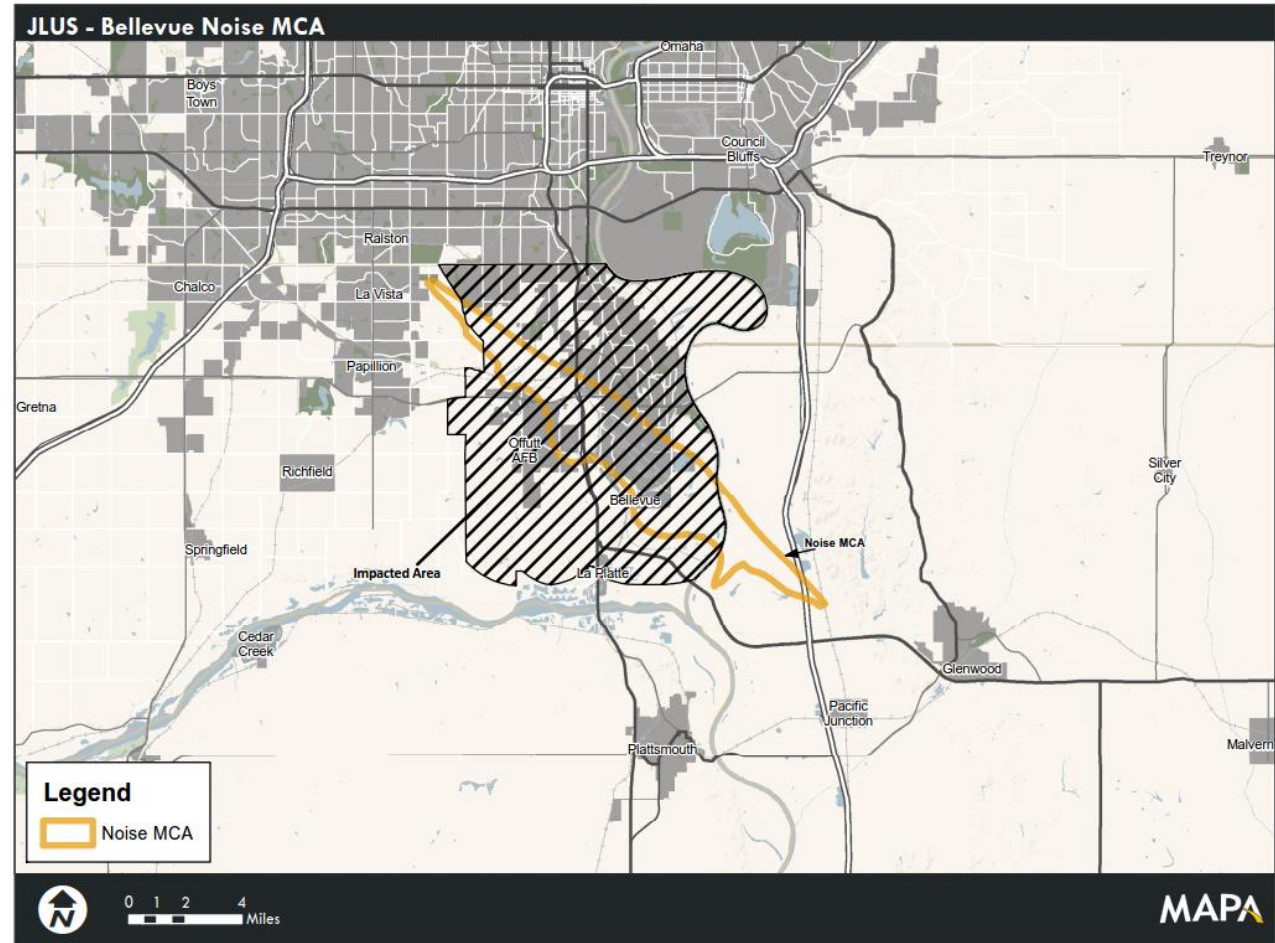 JLUS - Bellevue Noise MCA
Omaha
Boys
Town
Council
Bluffs
Treynor
Ralston
Chalco
La Vista
Papillion
Gretna
Offutt
AFB
Richfield
Silver
City
Bellevue
Springfield
Noise MCA
Impacted Area
La Platte
Cedar
Creek
Glenwood
Pacific
Junction
Plattsmouth
Malvern
Legend
Noise MCA
N
0 1 2 4
Miles
MAPA